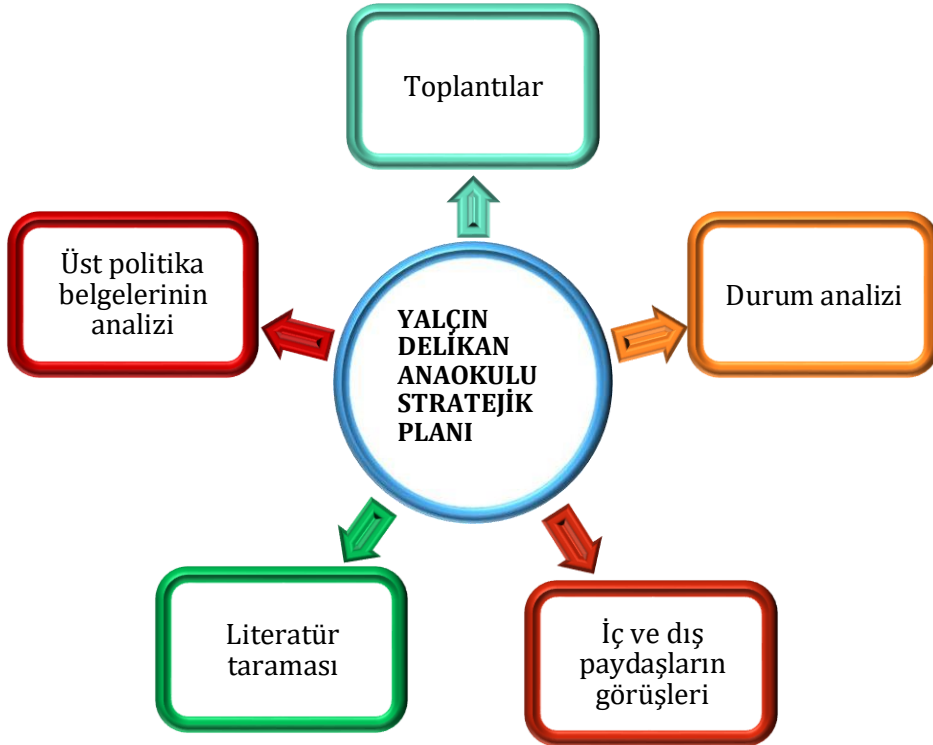 Toplantılar
Üst politika
belgelerinin
analizi
Durum analizi
YALÇIN
DELİKAN
ANAOKULU
STRATEJİK
PLANI
Literatür
taraması
İç ve dış
paydaşların
görüşleri